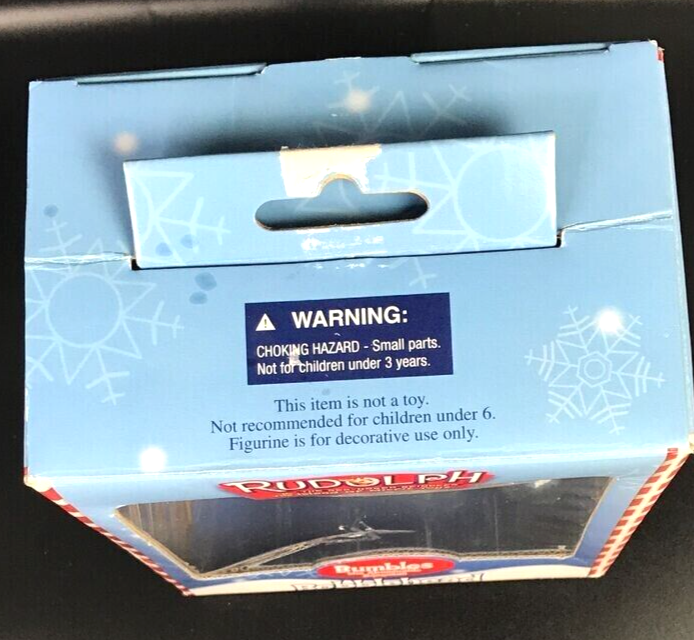 WARNING:
CHOKING HAZARD - Small parts.
Not for children under 3 years.
This item is not a toy.
Not recommended for children under 6.
Figurine is for decorative use only.
RUDOLPH
Bumbles